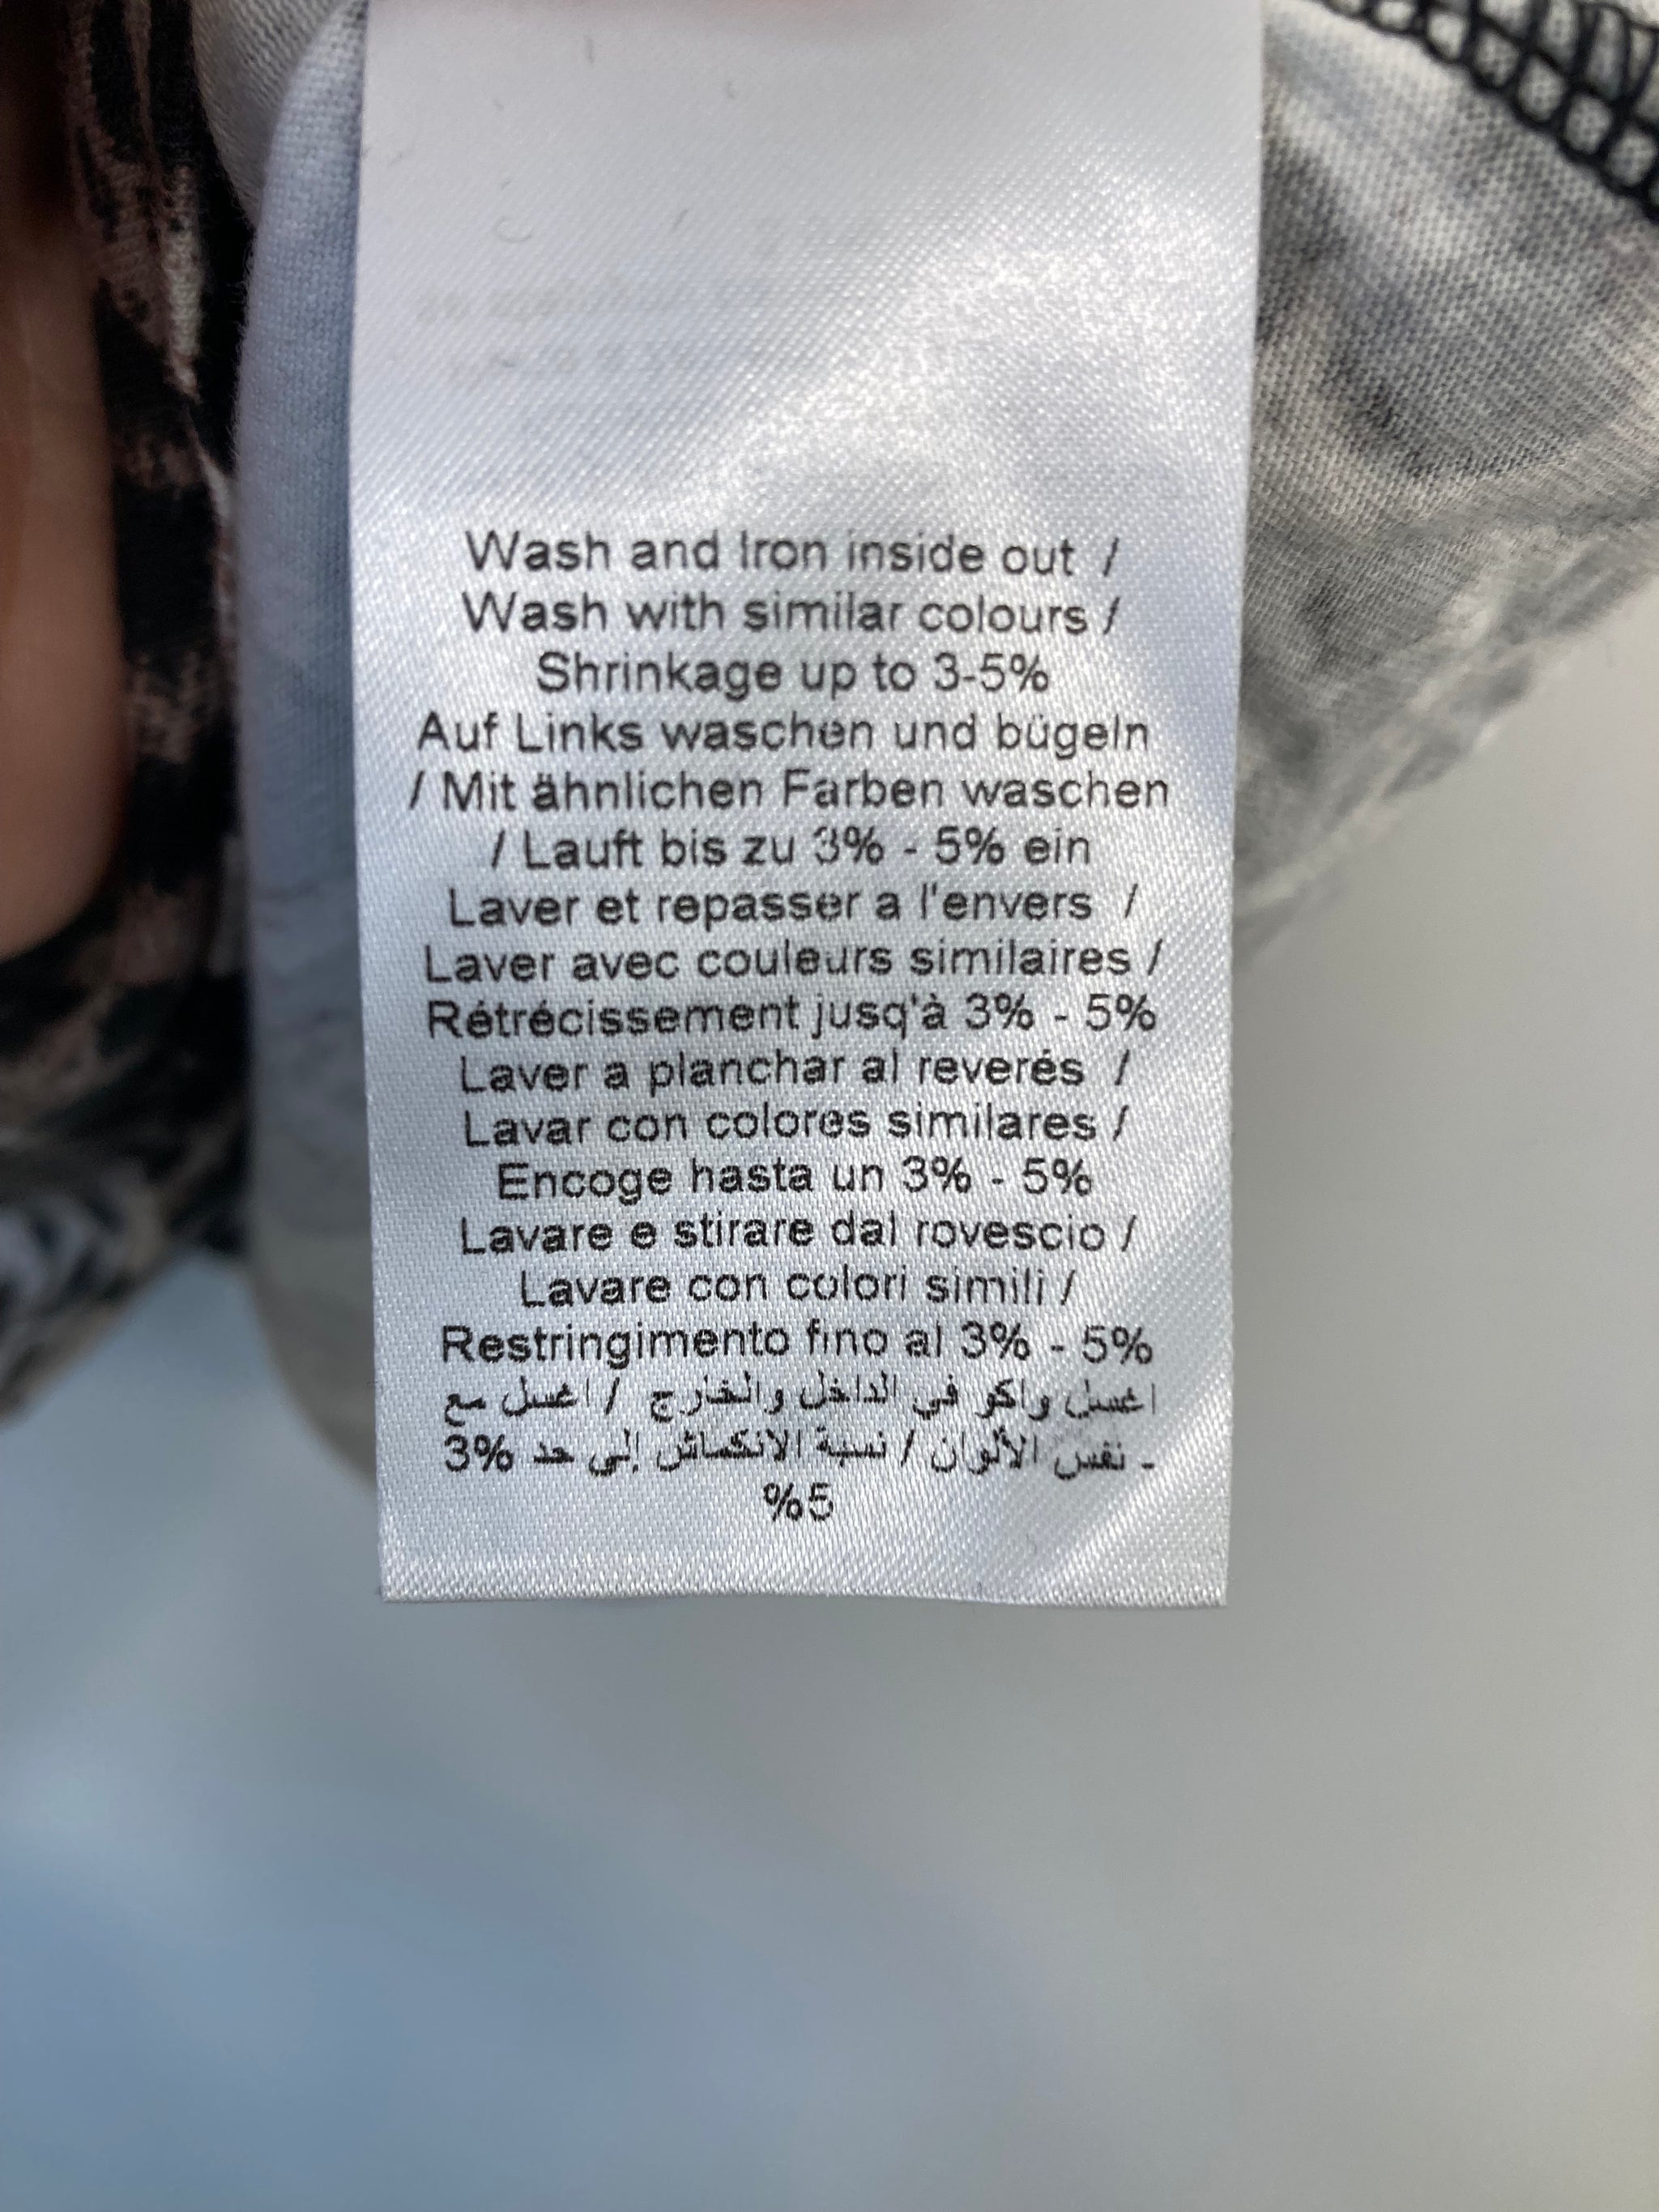 Wash and Iron inside out /
Wash with similar colours /
Shrinkage up to 3-5%
Auf Links waschen und bügeln
/ Mit ähnlichen Farben waschen
/ Lauft bis zu 3% - 5% ein
Laver et repasser a l'envers /
Laver avec couleurs similaires /
Rétrécissement jusq'à 3% - 5%
Laver a planchar al reverés /
Lavar con colores similares /
Encoge hasta un 3% - 5%
Lavare e stirare dal rovescio /
Lavare con colori simili /
Restringimento fino al 3% - 5%
اغسل واكو في الداخل والخارج / اغسل مع
نفس الألوان / نسبة الانكماش إلى حد 3% -
%5